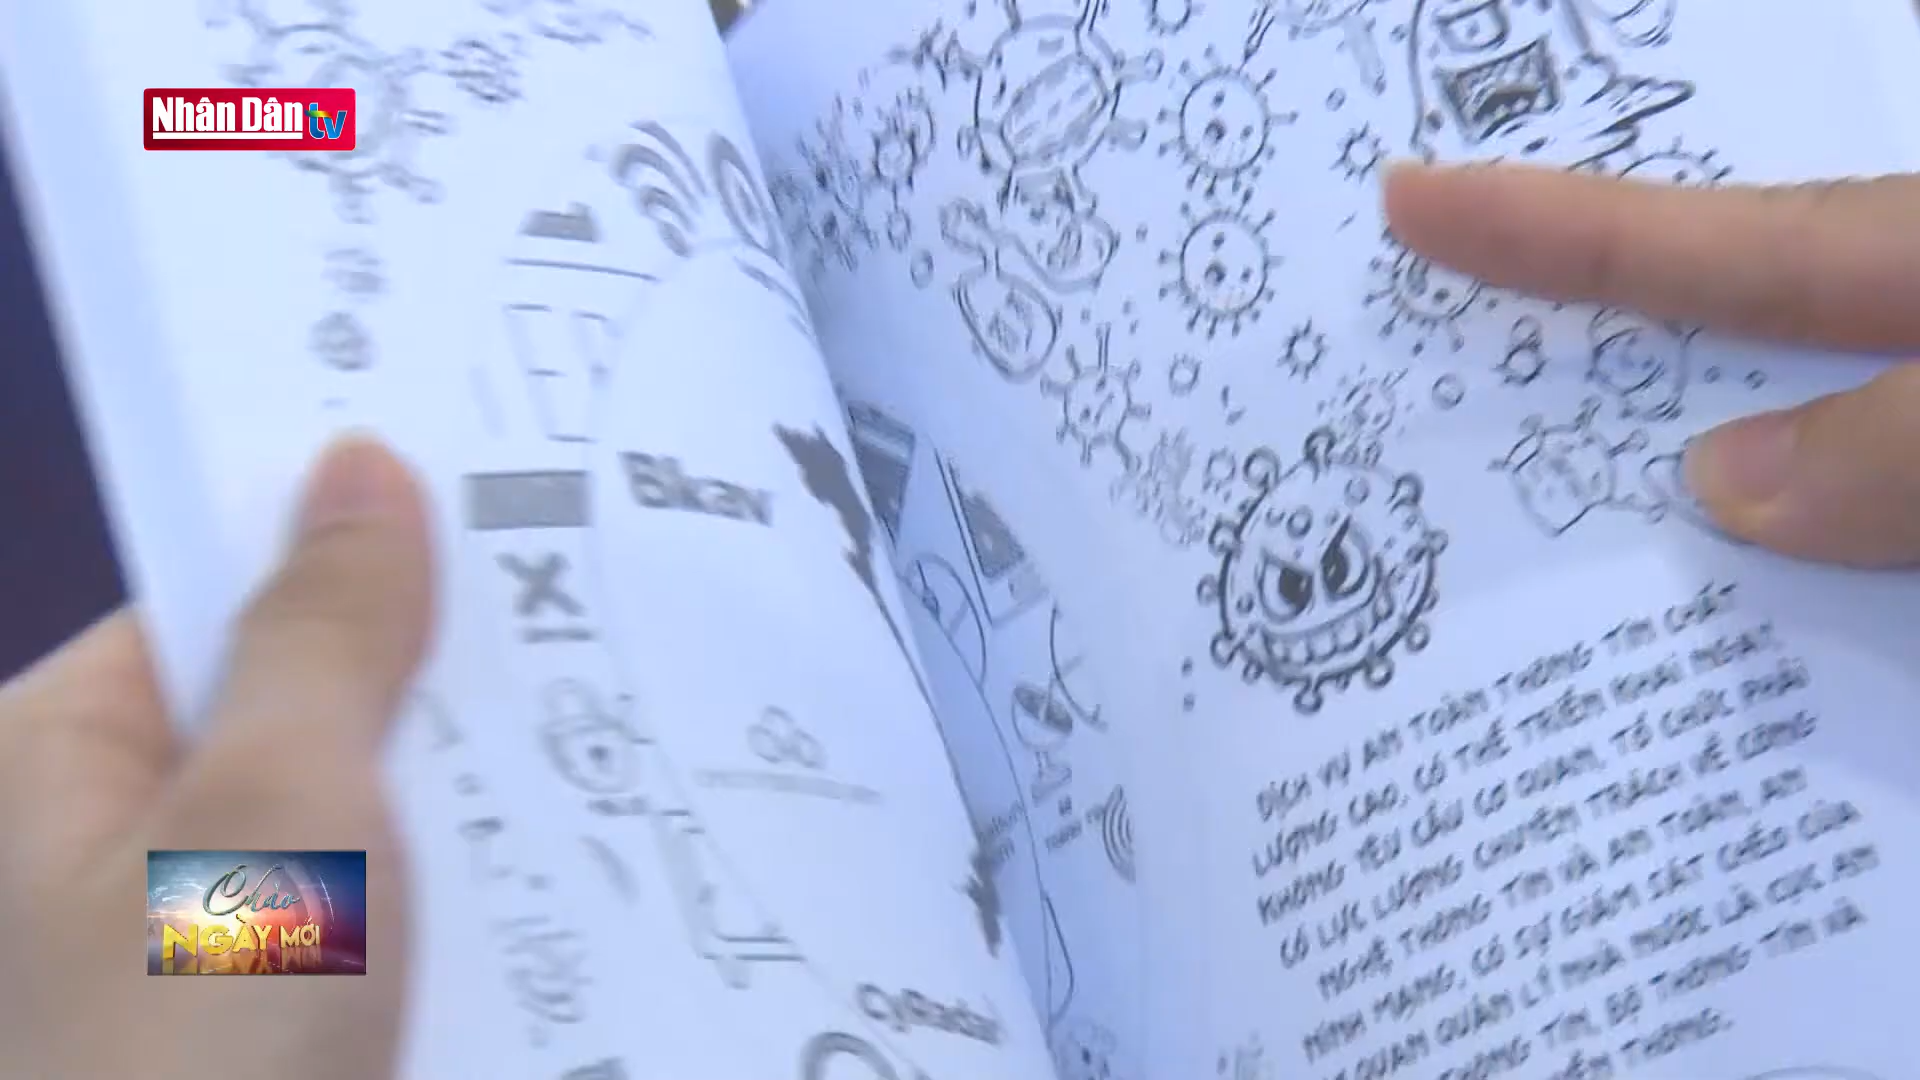 Nhân Dân tv
Bkav
CyRadar
DỊCH VỤ AN TOÀN THÔNG TIN CHẤT
LƯỢNG CAO, CÓ THỂ TRIỂN KHAI NGAY,
KHÔNG YÊU CẦU CƠ QUAN, TỔ CHỨC PHẢI
CÓ LỰC LƯỢNG CHUYÊN TRÁCH VỀ CÔNG
NGHỆ THÔNG TIN VÀ AN TOÀN, AN
NINH MẠNG, CÓ SỰ GIÁM SÁT CHÉO CỦA
CƠ QUAN QUẢN LÝ NHÀ NƯỚC LÀ CỤC AN
THÔNG TIN, BỘ THÔNG TIN VÀ
THÔNG.
Chào
NGÀY MỚI